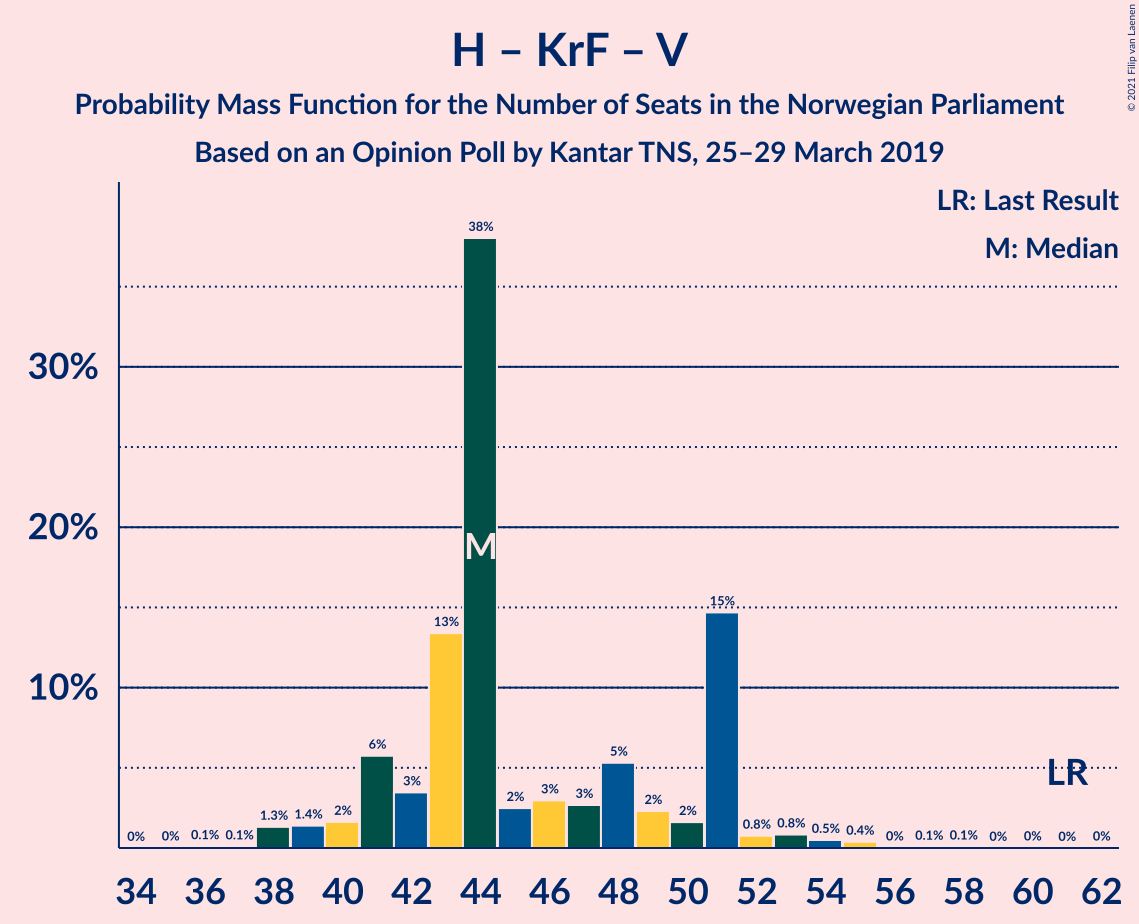 H – KrF – V
Probability Mass Function for the Number of Seats in the Norwegian Parliament
Based on an Opinion Poll by Kantar TNS, 25–29 March 2019
© 2021 Filip van Laenen
LR: Last Result
M: Median
30%
20%
10%
0% 0% 0.1% 0.1% 1.3% 1.4% 2% 6% 3% 13% 38% 2% 3% 3% 5% 2% 2% 15% 0.8% 0.8% 0.5% 0.4% 0% 0.1% 0.1% 0% 0% 0% 0%
M
LR
34 36 38 40 42 44 46 48 50 52 54 56 58 60 62